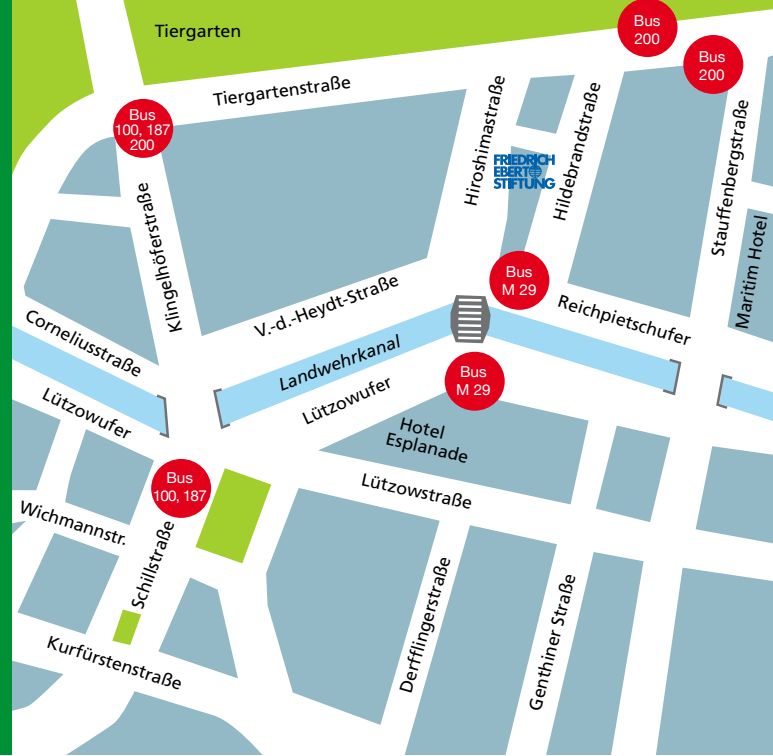 Tiergarten
Bus
200
Bus
200
Tiergartenstraße
Bus
100, 187
200
Hiroshimastraße
Hildebrandstraße
Stauffenbergstraße
FRIEDRICH
EBERT
STIFTUNG
Klingelhöferstraße
Maritim Hotel
Bus
M 29
V.-d.-Heydt-Straße
Reichpietschufer
Corneliusstraße
Landwehrkanal
Lützowufer
Bus
M 29
Lützowufer
Hotel
Esplanade
Bus
100, 187
Lützowstraße
Wichmannstr.
Schillstraße
Derfflingerstraße
Genthiner Straße
Kurfürstenstraße